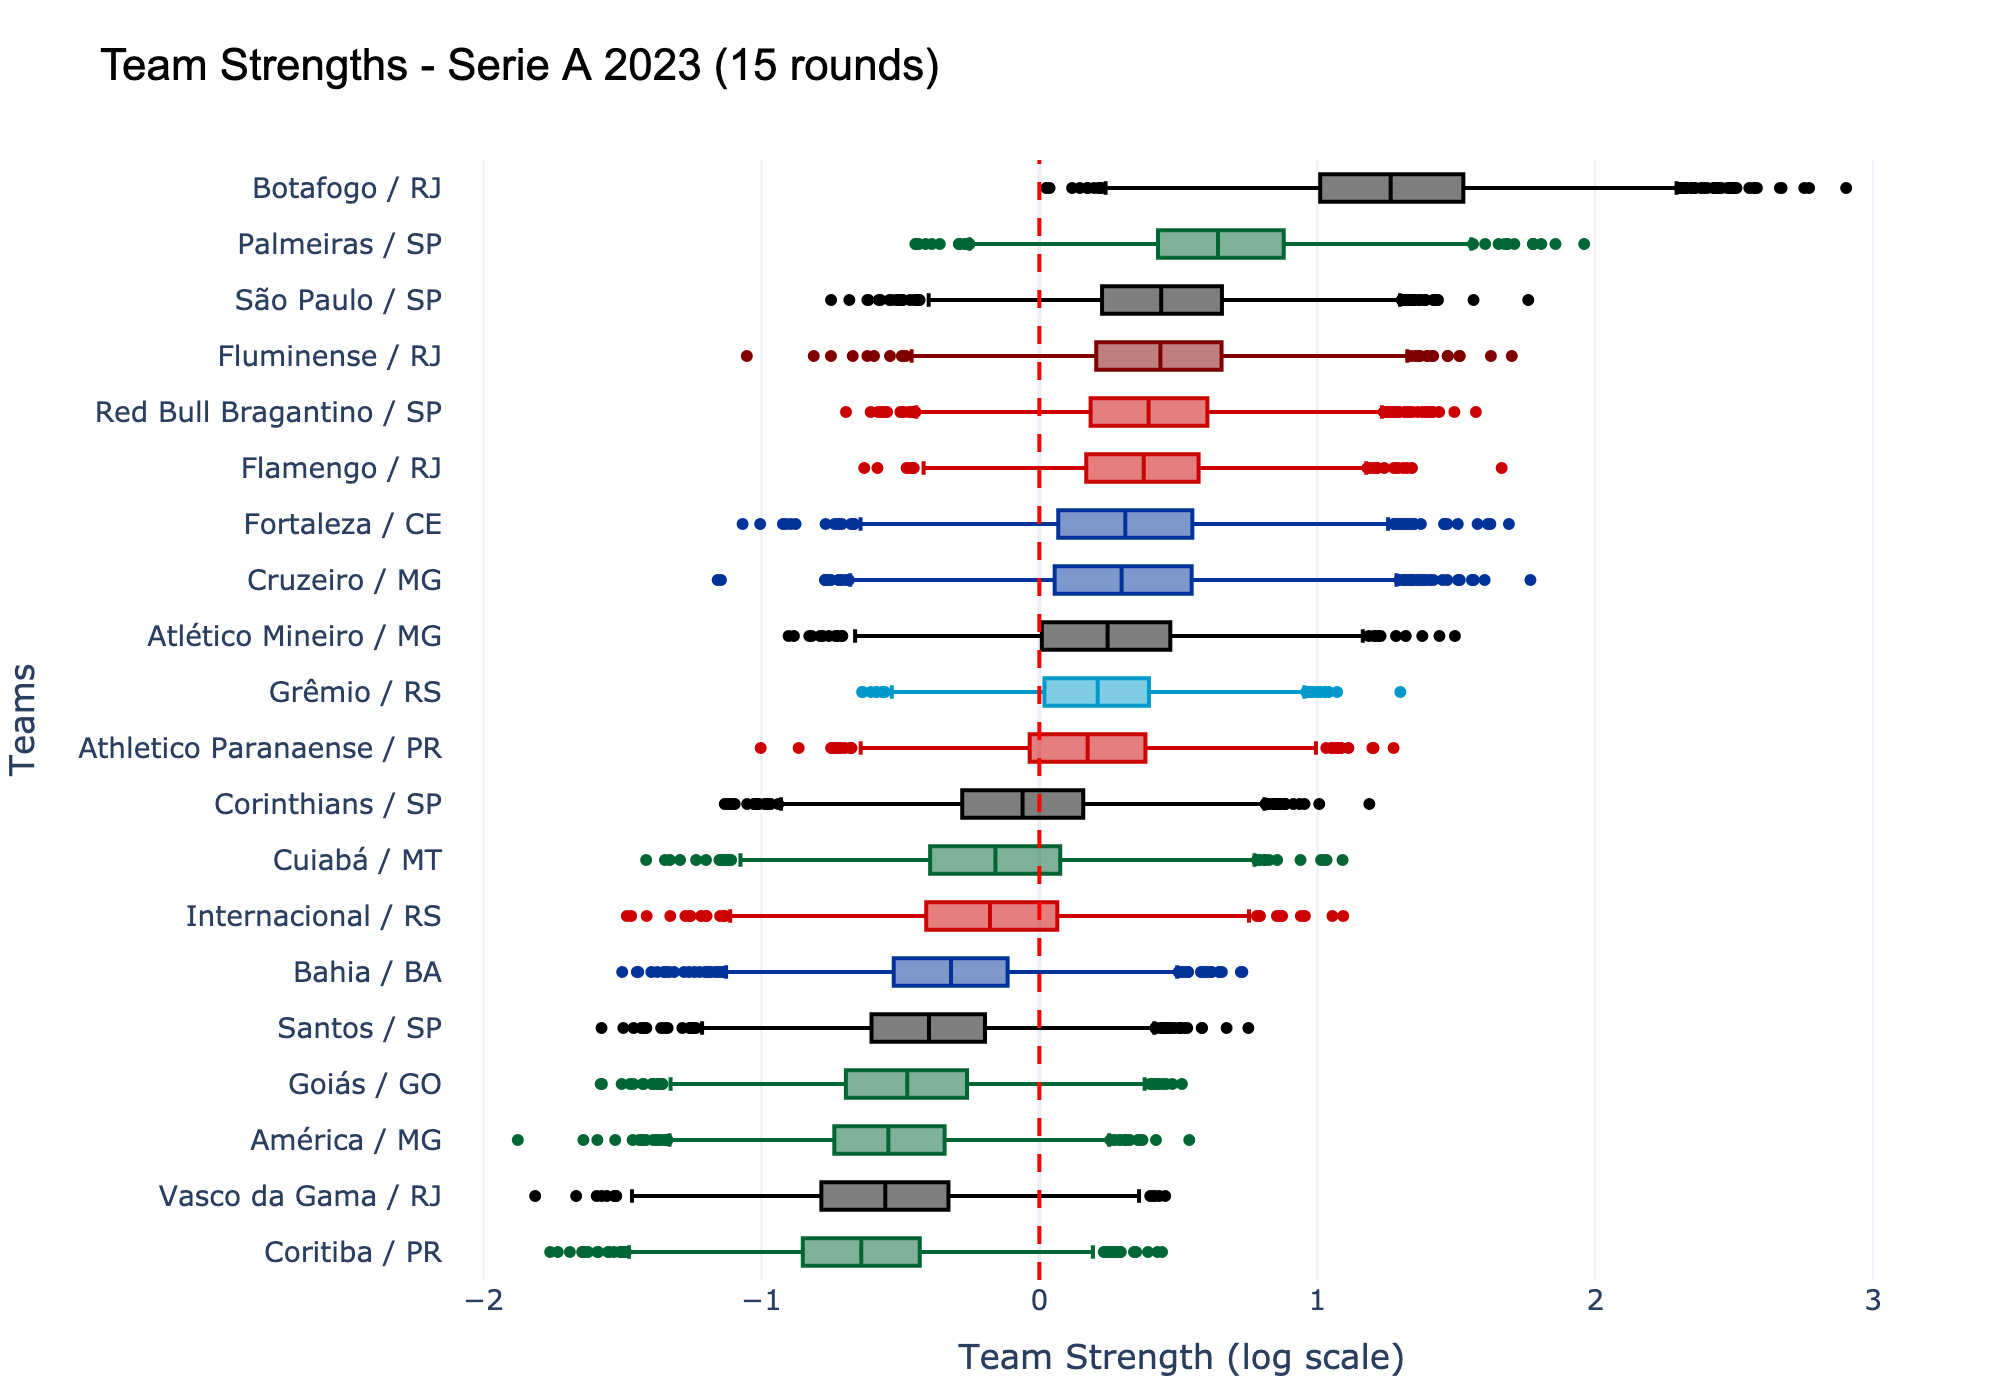 Team Strengths - Serie A 2023 (15 rounds)
Botafogo / RJ
Palmeiras / SP
São Paulo / SP
Fluminense / RJ
Red Bull Bragantino / SP
Flamengo / RJ
Fortaleza / CE
Cruzeiro / MG
Atlético Mineiro / MG
Grêmio / RS
Athletico Paranaense / PR
Corinthians / SP
Cuiabá / MT
Internacional / RS
Bahia / BA
Santos / SP
Goiás / GO
América / MG
Vasco da Gama / RJ
Coritiba / PR
Teams
−2 −1 0 1 2 3
Team Strength (log scale)